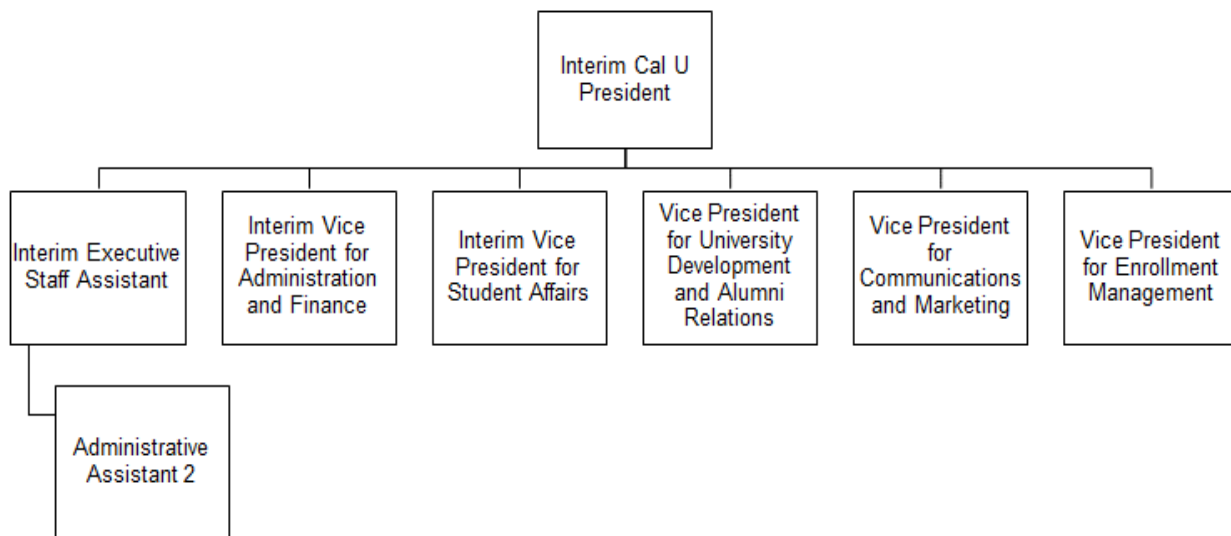 Interim Cal U
President
Interim Executive
Staff Assistant
Interim Vice
President for
Administration
and Finance
Interim Vice
President for
Student Affairs
Vice President
for University
Development
and Alumni
Relations
Vice President
for
Communications
and Marketing
Vice President
for Enrollment
Management
Administrative
Assistant 2